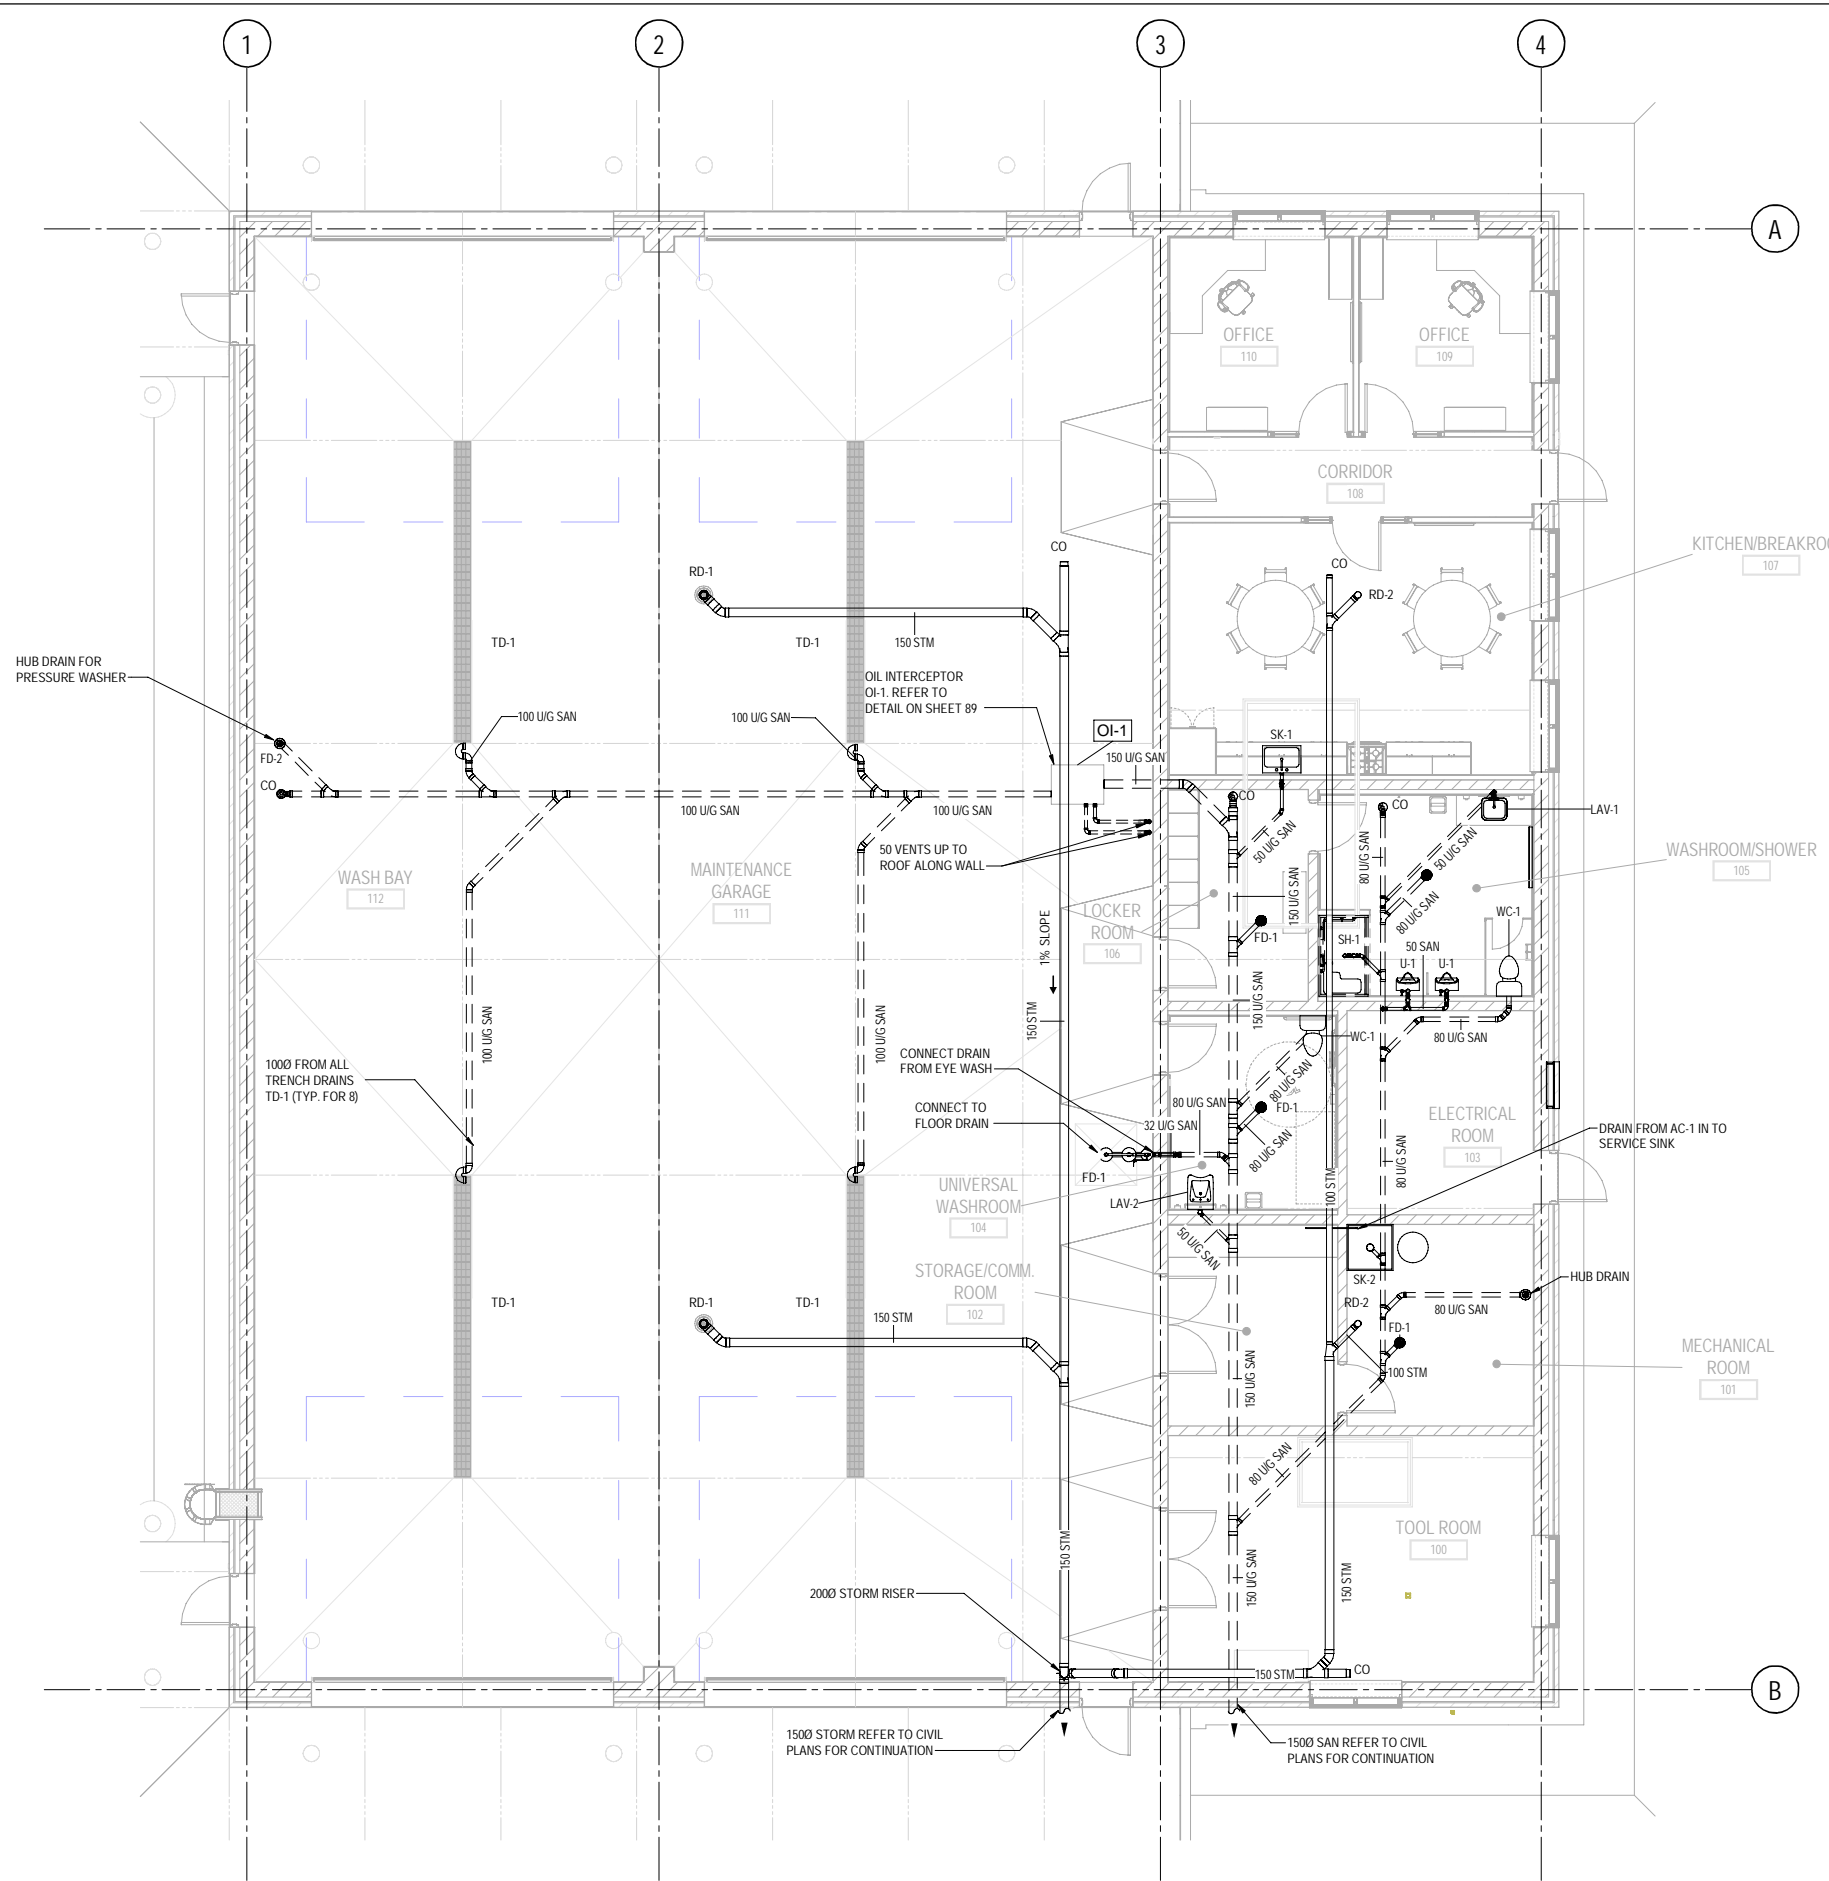 1
2
3
4
A
OFFICE
110
OFFICE
109
CORRIDOR
108
KITCHEN/BREAKROO
107
CO
CO
RD-1
RD-2
TD-1
TD-1
150 STM
HUB DRAIN FOR
PRESSURE WASHER
OIL INTERCEPTOR
OI-1. REFER TO
DETAIL ON SHEET 89
100 U/G SAN
100 U/G SAN
OI-1
SK-1
150 U/G SAN
FD-2
CO
100 U/G SAN
100 U/G SAN
CO
CO
LAV-1
50 U/G SAN
80 U/G SAN
50 U/G SAN
50 VENTS UP TO
ROOF ALONG WALL
WASHROOM/SHOWER
105
WASH BAY
112
MAINTENANCE
GARAGE
111
150 U/G SAN
80 U/G SAN
LOCKER
ROOM
106
WC-1
1% SLOPE
FD-1
SH-1
50 SAN
U-1
U-1
150 STM
150 U/G SAN
100 U/G SAN
100 U/G SAN
WC-1
80 U/G SAN
CONNECT DRAIN
FROM EYE WASH
100Ø FROM ALL
TRENCH DRAINS
TD-1 (TYP. FOR 8)
80 U/G SAN
CONNECT TO
FLOOR DRAIN
80 U/G SAN
FD-1
32 U/G SAN
ELECTRICAL
ROOM
103
DRAIN FROM AC-1 IN TO
SERVICE SINK
80 U/G SAN
80 U/G SAN
100 STM
FD-1
UNIVERSAL
WASHROOM
104
LAV-2
50 U/G SAN
STORAGE/COMM.
ROOM
102
SK-2
HUB DRAIN
TD-1
RD-1
TD-1
150 STM
RD-2
80 U/G SAN
FD-1
MECHANICAL
ROOM
101
100 STM
150 U/G SAN
80 U/G SAN
TOOL ROOM
100
150 STM
150 U/G SAN
150 STM
200Ø STORM RISER
150 STM
CO
B
150Ø STORM REFER TO CIVIL
PLANS FOR CONTINUATION
150Ø SAN REFER TO CIVIL
PLANS FOR CONTINUATION